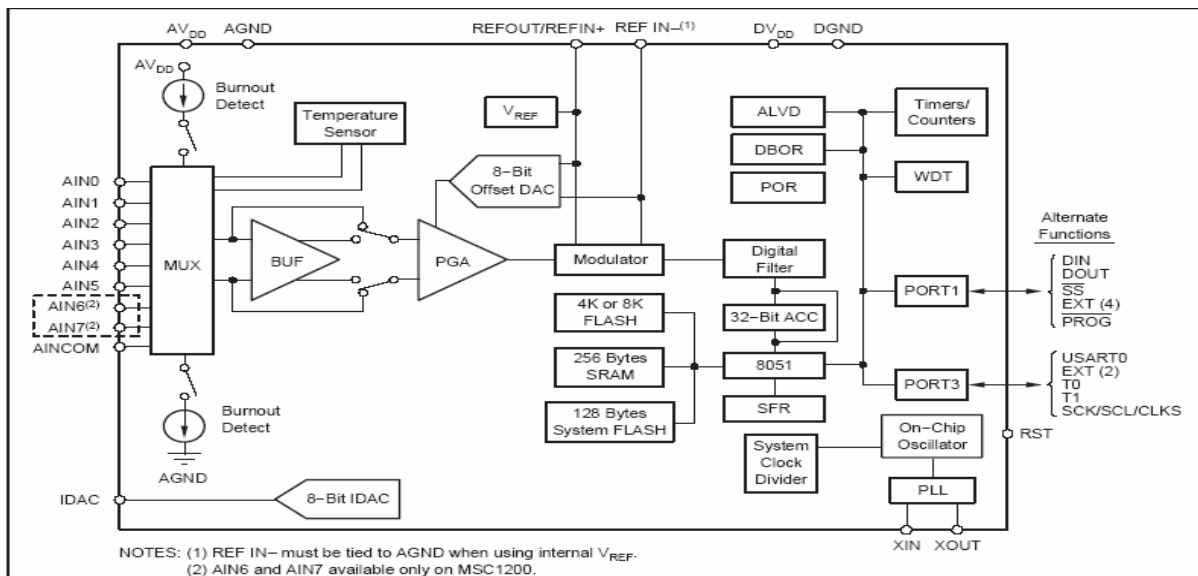 AVDD AGND REFOUT/REFIN+ REF IN−(1) DVDD DGND
AVDD
Burnout
Detect
Temperature
Sensor
VREF
8−Bit
Offset DAC
ALVD
DBOR
POR
Timers/
Counters
WDT
AIN0
AIN1
AIN2
AIN3
AIN4
AIN5
AIN6(2)
AIN7(2)
AINCOM
MUX
BUF
PGA
Modulator
Digital
Filter
4K or 8K
FLASH
32−Bit ACC
256 Bytes
SRAM
8051
128 Bytes
System FLASH
SFR
PORT1
PORT3
Alternate
Functions
DIN
DOUT
SS
EXT (4)
PROG
USART0
EXT (2)
T0
T1
SCK/SCL/CLKS
Burnout
Detect
AGND
System
Clock
Divider
On−Chip
Oscillator
RST
PLL
IDAC
8−Bit IDAC
XIN XOUT
NOTES: (1) REF IN− must be tied to AGND when using internal VREF.
(2) AIN6 and AIN7 available only on MSC1200.